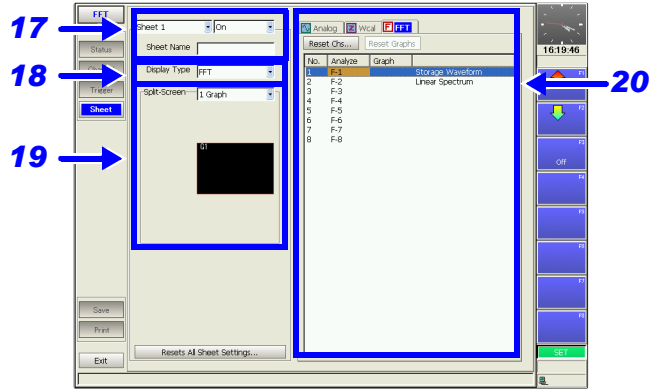 17
18
19
20
FFT
Status
Trigger
Sheet
Save
Print
Exit
Sheet 1
On
Sheet Name
Display Type
FFT
Split-Screen
1 Graph
G1
Resets All Sheet Settings...
Analog
Wcal
F FFT
Reset Chs...
Reset Graphs
No. Analyze Graph
1 F-1 Storage Waveform
2 F-2 Linear Spectrum
3 F-3
4 F-4
5 F-5
6 F-6
7 F-7
8 F-8
16:19:46
F1
F2
F3
Off
F4
F5
F6
F7
F8
SET